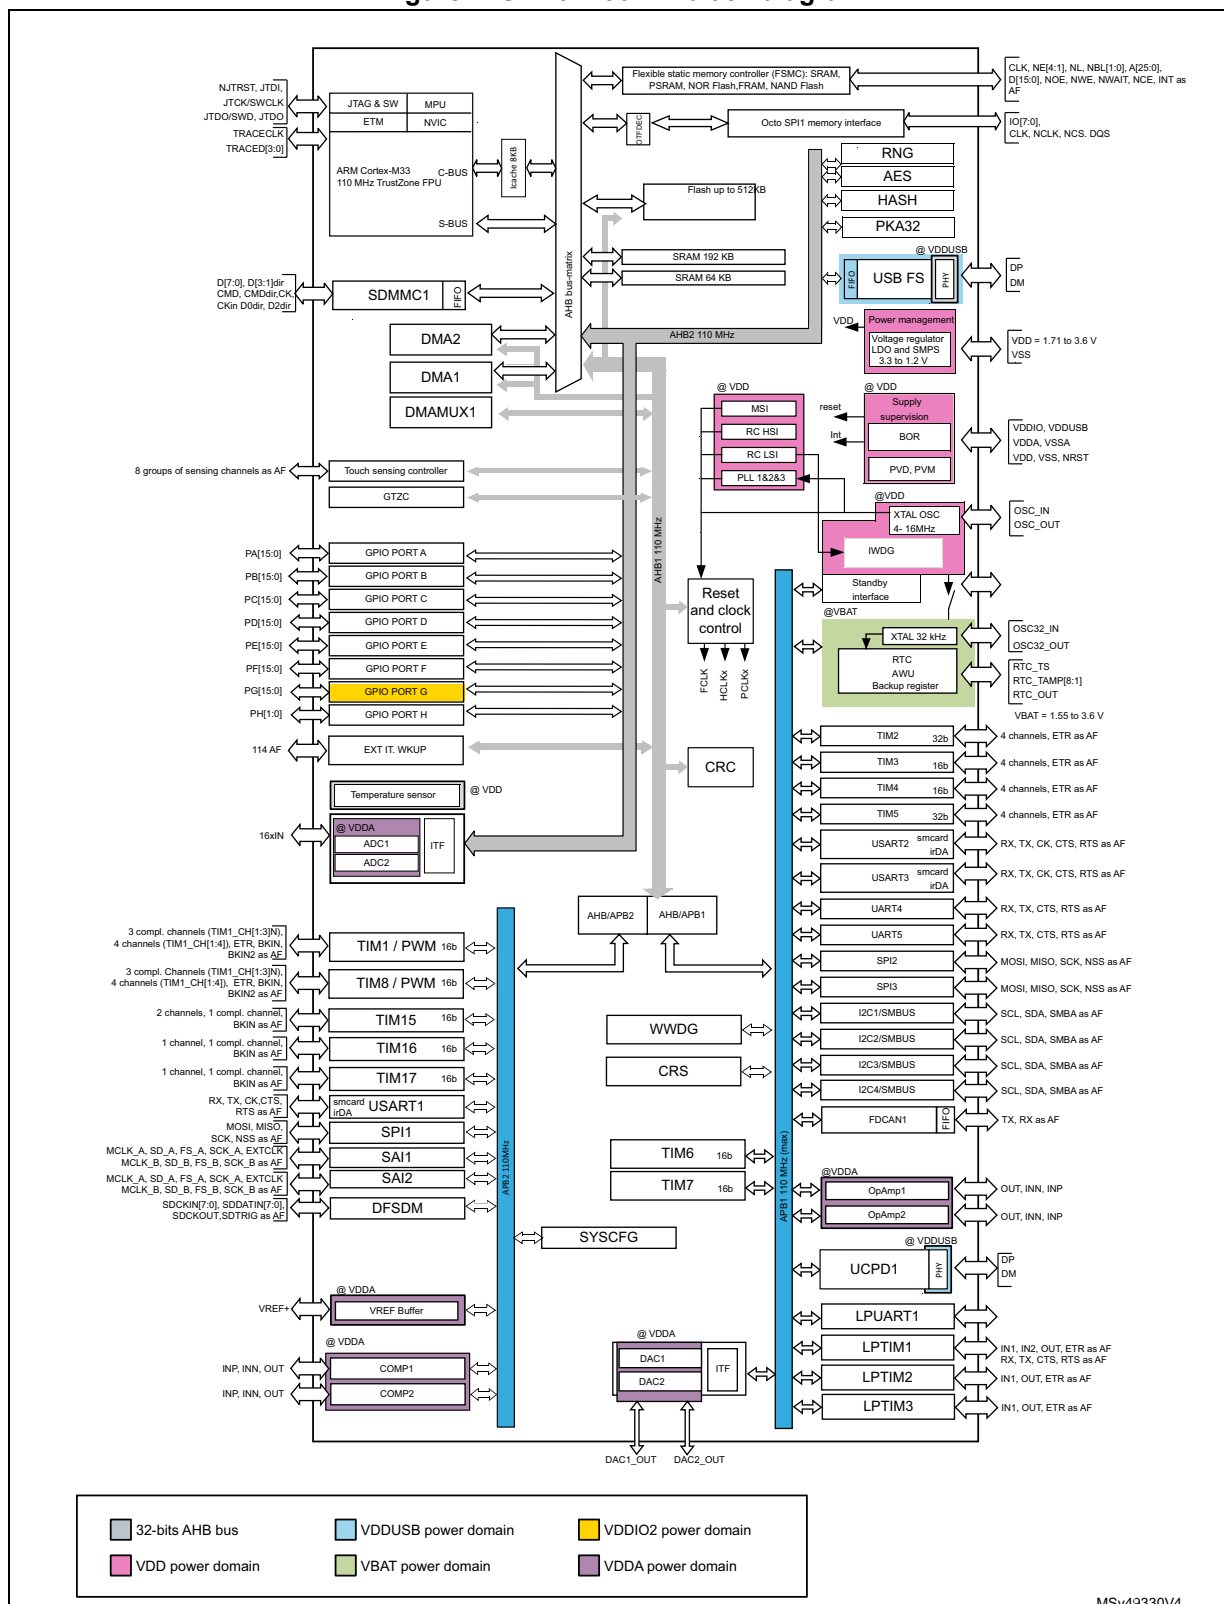 NJTRST, JTDI,
JTCK/SWCLK
JTDO/SWD, JTDO
TRACECLK
TRACED[3:0]
JTAG & SW
MPU
ETM
NVIC
ARM Cortex-M33
110 MHz TrustZone FPU
C-BUS
S-BUS
Icache 8KB
AHB bus-matrix
Flexible static memory controller (FSMC): SRAM,
PSRAM, NOR Flash,FRAM, NAND Flash
CLK, NE[4:1], NL, NBL[1:0], A[25:0],
D[15:0], NOE, NWE, NWAIT, NCE, INT as
AF
OTFDEC
Octo SPI1 memory interface
IO[7:0],
CLK, NCLK, NCS. DQS
RNG
AES
HASH
PKA32
Flash up to 512KB
SRAM 192 KB
SRAM 64 KB
@ VDDUSB
FIFO
USB FS
PHY
DP
DM
D[7:0], D[3:1]dir
CMD, CMDdir,CK,
CKin D0dir, D2dir
SDMMC1
FIFO
DMA2
DMA1
DMAMUX1
AHB2 110 MHz
VDD
Power management
Voltage regulator
LDO and SMPS
3.3 to 1.2 V
VDD = 1.71 to 3.6 V
VSS
@ VDD
MSI
RC HSI
RC LSI
PLL 1&2&3
@ VDD
reset
Int
Supply
supervision
BOR
PVD, PVM
VDDIO, VDDUSB
VDDA, VSSA
VDD, VSS, NRST
8 groups of sensing channels as AF
Touch sensing controller
GTZC
@VDD
XTAL OSC
4- 16MHz
IWDG
OSC_IN
OSC_OUT
Standby
interface
AHB1 110 MHz
PA[15:0]
GPIO PORT A
PB[15:0]
GPIO PORT B
PC[15:0]
GPIO PORT C
PD[15:0]
GPIO PORT D
PE[15:0]
GPIO PORT E
PF[15:0]
GPIO PORT F
PG[15:0]
GPIO PORT G
PH[1:0]
GPIO PORT H
114 AF
EXT IT. WKUP
Reset
and clock
control
FCLK
HCLKx
PCLKx
@VBAT
XTAL 32 kHz
RTC
AWU
Backup register
OSC32_IN
OSC32_OUT
RTC_TS
RTC_TAMP[8:1]
RTC_OUT
VBAT = 1.55 to 3.6 V
CRC
Temperature sensor
@ VDD
16xIN
@ VDDA
ADC1
ADC2
ITF
TIM2
32b
4 channels, ETR as AF
TIM3
16b
4 channels, ETR as AF
TIM4
16b
4 channels, ETR as AF
TIM5
32b
4 channels, ETR as AF
USART2
smcard
irDA
RX, TX, CK, CTS, RTS as AF
USART3
smcard
irDA
RX, TX, CK, CTS, RTS as AF
UART4
RX, TX, CTS, RTS as AF
UART5
RX, TX, CTS, RTS as AF
SPI2
MOSI, MISO, SCK, NSS as AF
SPI3
MOSI, MISO, SCK, NSS as AF
I2C1/SMBUS
SCL, SDA, SMBA as AF
I2C2/SMBUS
SCL, SDA, SMBA as AF
I2C3/SMBUS
SCL, SDA, SMBA as AF
I2C4/SMBUS
SCL, SDA, SMBA as AF
FDCAN1
FIFO
TX, RX as AF
AHB/APB2
AHB/APB1
3 compl. channels (TIM1_CH[1:3]N),
4 channels (TIM1_CH[1:4]), ETR, BKIN,
BKIN2 as AF
TIM1 / PWM
16b
3 compl. Channels (TIM1_CH[1:3]N),
4 channels (TIM1_CH[1:4]), ETR, BKIN,
BKIN2 as AF
TIM8 / PWM
16b
2 channels, 1 compl. channel,
BKIN as AF
TIM15
16b
1 channel, 1 compl. channel,
BKIN as AF
TIM16
16b
1 channel, 1 compl. channel,
BKIN as AF
TIM17
16b
RX, TX, CK,CTS,
RTS as AF
smcard
irDA
USART1
MOSI, MISO,
SCK, NSS as AF
SPI1
MCLK_A, SD_A, FS_A, SCK_A, EXTCLK
MCLK_B, SD_B, FS_B, SCK_B as AF
SAI1
MCLK_A, SD_A, FS_A, SCK_A, EXTCLK
MCLK_B, SD_B, FS_B, SCK_B as AF
SAI2
SDCKIN[7:0], SDDATIN[7:0],
SDCKOUT,SDTRIG as AF
DFSDM
APB2 110MHz
WWDG
CRS
TIM6
16b
TIM7
16b
APB1 110 MHz (max)
SYSCFG
@VDDA
OpAmp1
OUT, INN, INP
OpAmp2
OUT, INN, INP
@ VDDUSB
UCPD1
PHY
DP
DM
@ VDDA
VREF+
VREF Buffer
@ VDDA
INP, INN, OUT
COMP1
INP, INN, OUT
COMP2
@ VDDA
DAC1
DAC2
ITF
DAC1_OUT
DAC2_OUT
LPUART1
LPTIM1
IN1, IN2, OUT, ETR as AF
RX, TX, CTS, RTS as AF
LPTIM2
IN1, OUT, ETR as AF
LPTIM3
IN1, OUT, ETR as AF
32-bits AHB bus
VDDUSB power domain
VDDIO2 power domain
VDD power domain
VBAT power domain
VDDA power domain
MSv49330V4